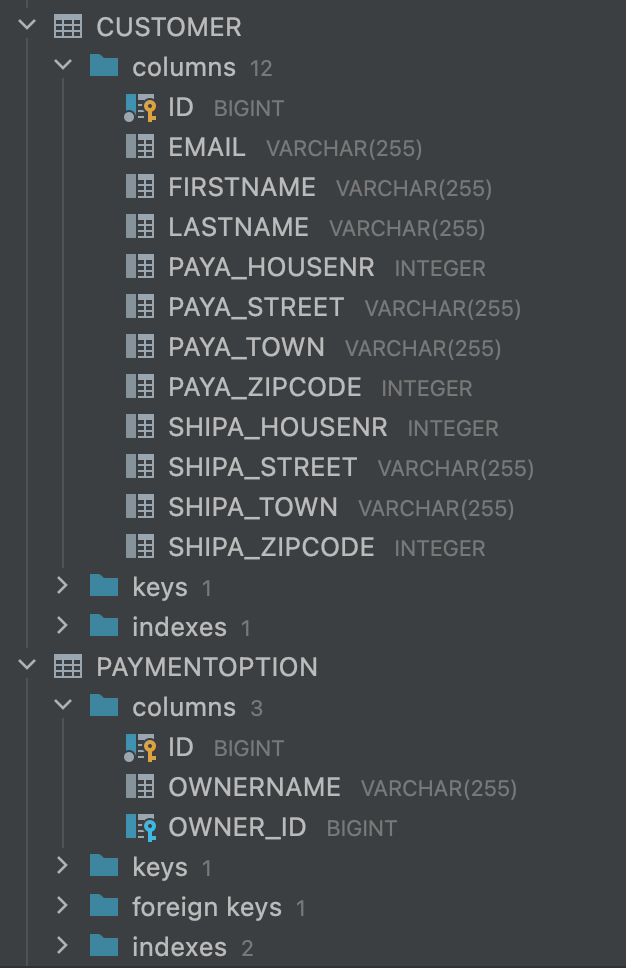 CUSTOMER
columns 12
ID BIGINT
EMAIL VARCHAR(255)
FIRSTNAME VARCHAR(255)
LASTNAME VARCHAR(255)
PAYA_HOUSENR INTEGER
PAYA_STREET VARCHAR(255)
PAYA_TOWN VARCHAR(255)
PAYA_ZIPCODE INTEGER
SHIPA_HOUSENR INTEGER
SHIPA_STREET VARCHAR(255)
SHIPA_TOWN VARCHAR(255)
SHIPA_ZIPCODE INTEGER
keys 1
indexes 1
PAYMENTOPTION
columns 3
ID BIGINT
OWNERNAME VARCHAR(255)
OWNER_ID BIGINT
keys 1
foreign keys 1
indexes 2